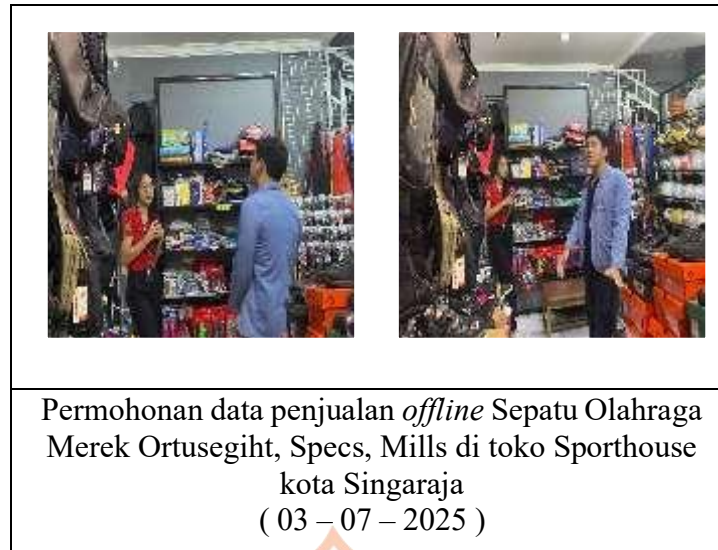 Permohonan data penjualan offline Sepatu Olahraga
Merek Ortusegiht, Specs, Mills di toko Sporthouse
kota Singaraja
( 03 – 07 – 2025 )